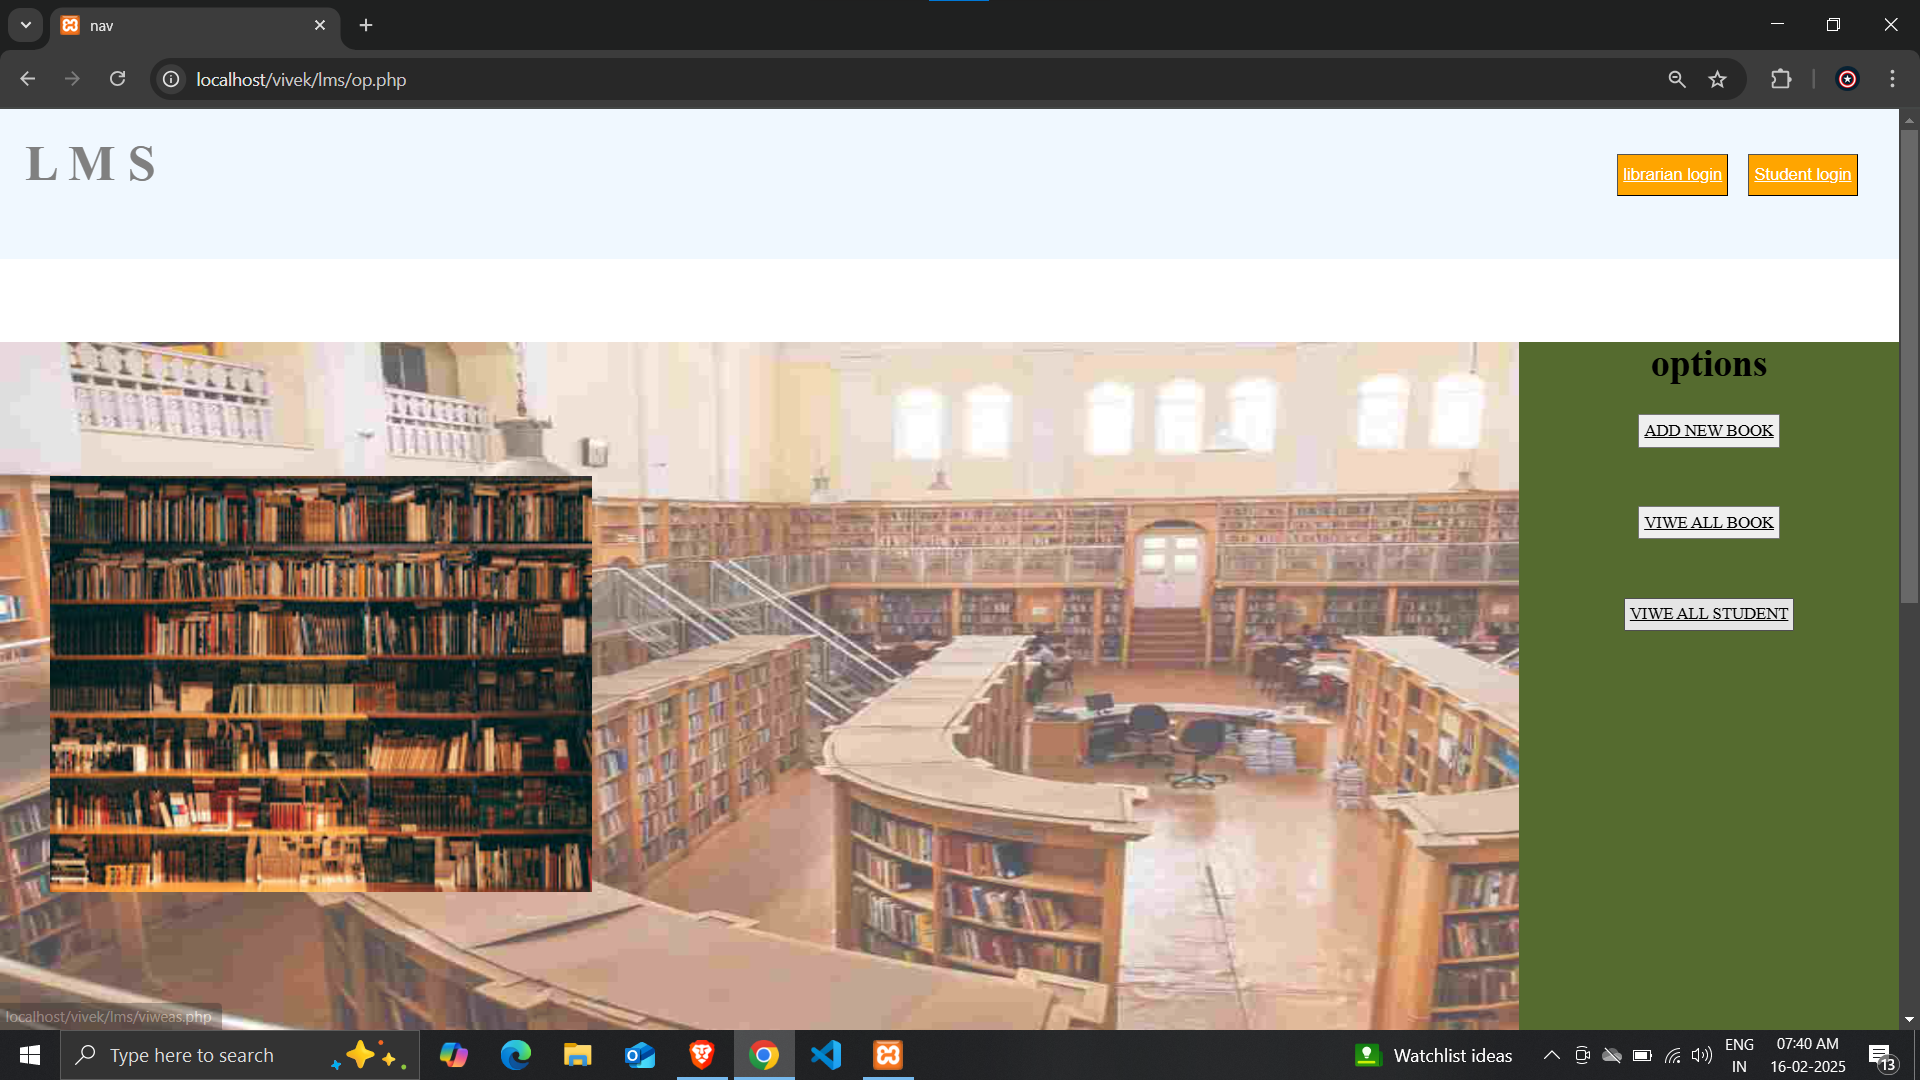 nav
localhost/vivek/lms/op.php
L M S
librarian login
Student login
options
ADD NEW BOOK
VIWE ALL BOOK
VIWE ALL STUDENT
localhost/vivek/lms/viweas.php
Type here to search
Watchlist ideas
ENG
IN
07:40 AM
16-02-2025
13